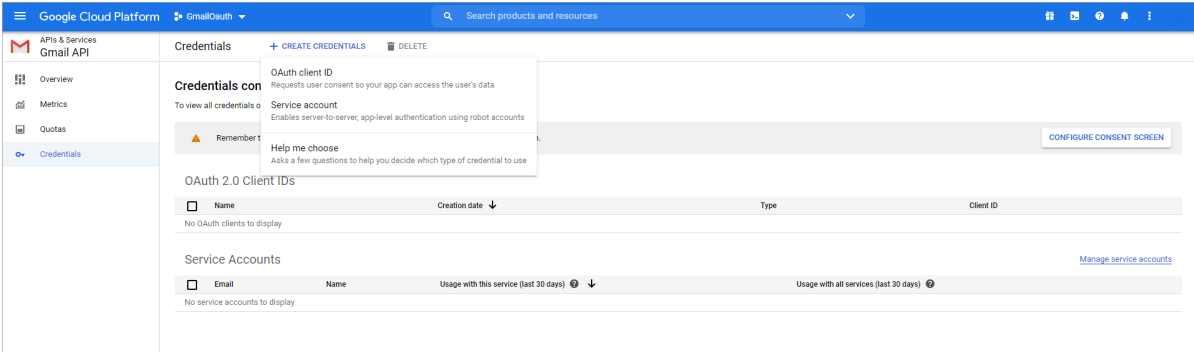 Google Cloud Platform GmailOauth Search products and resources
APIs & Services
Gmail API
Credentials + CREATE CREDENTIALS DELETE
Overview
Metrics
Quotas
Credentials
OAuth client ID
Requests user consent so your app can access the user's data
Service account
Enables server-to-server, app-level authentication using robot accounts
Help me choose
Asks a few questions to help you decide which type of credential to use
Credentials
To view all credentials
Remember
CONFIGURE CONSENT SCREEN
OAuth 2.0 Client IDs
Name Creation date Type Client ID
No OAuth clients to display
Service Accounts Manage service accounts
Email Name Usage with this service (last 30 days) Usage with all services (last 30 days)
No service accounts to display